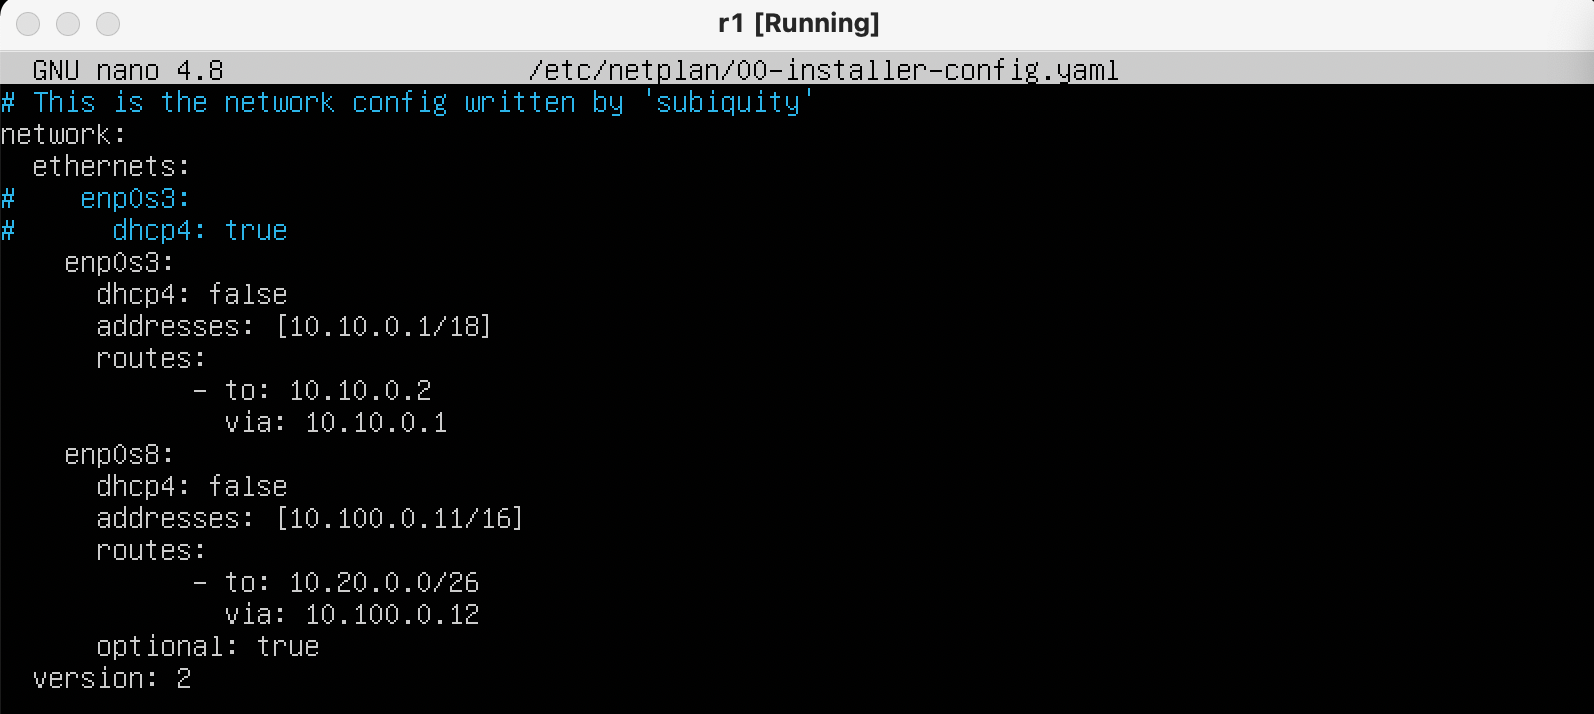 r1 [Running]
GNU nano 4.8 /etc/netplan/00-installer-config.yaml
# This is the network config written by 'subiquity'
network:
  ethernets:
#    enp0s3:
#      dhcp4: true
    enp0s3:
      dhcp4: false
      addresses: [10.10.0.1/18]
      routes:
            - to: 10.10.0.2
              via: 10.10.0.1
    enp0s8:
      dhcp4: false
      addresses: [10.100.0.11/16]
      routes:
            - to: 10.20.0.0/26
              via: 10.100.0.12
      optional: true
  version: 2